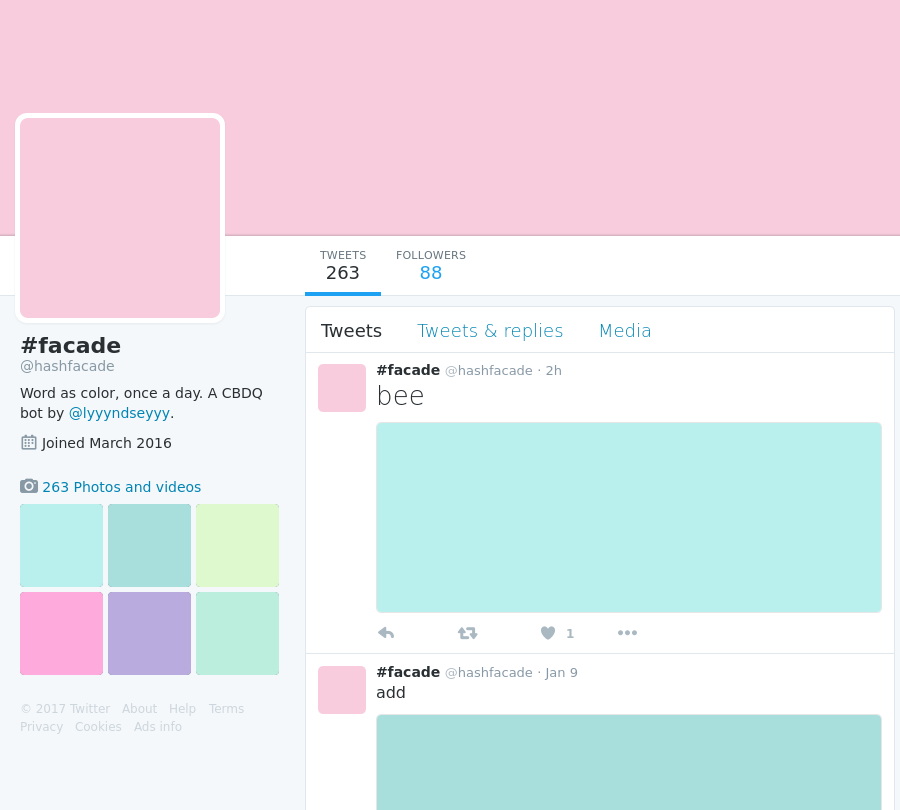 TWEETS
263
FOLLOWERS
88
#facade
@hashfacade
Word as color, once a day. A CBDQ
bot by @lyyyndseyyy.
Joined March 2016
263 Photos and videos
© 2017 Twitter About Help Terms
Privacy Cookies Ads info
Tweets Tweets & replies Media
#facade @hashfacade · 2h
bee
1
#facade @hashfacade · Jan 9
add